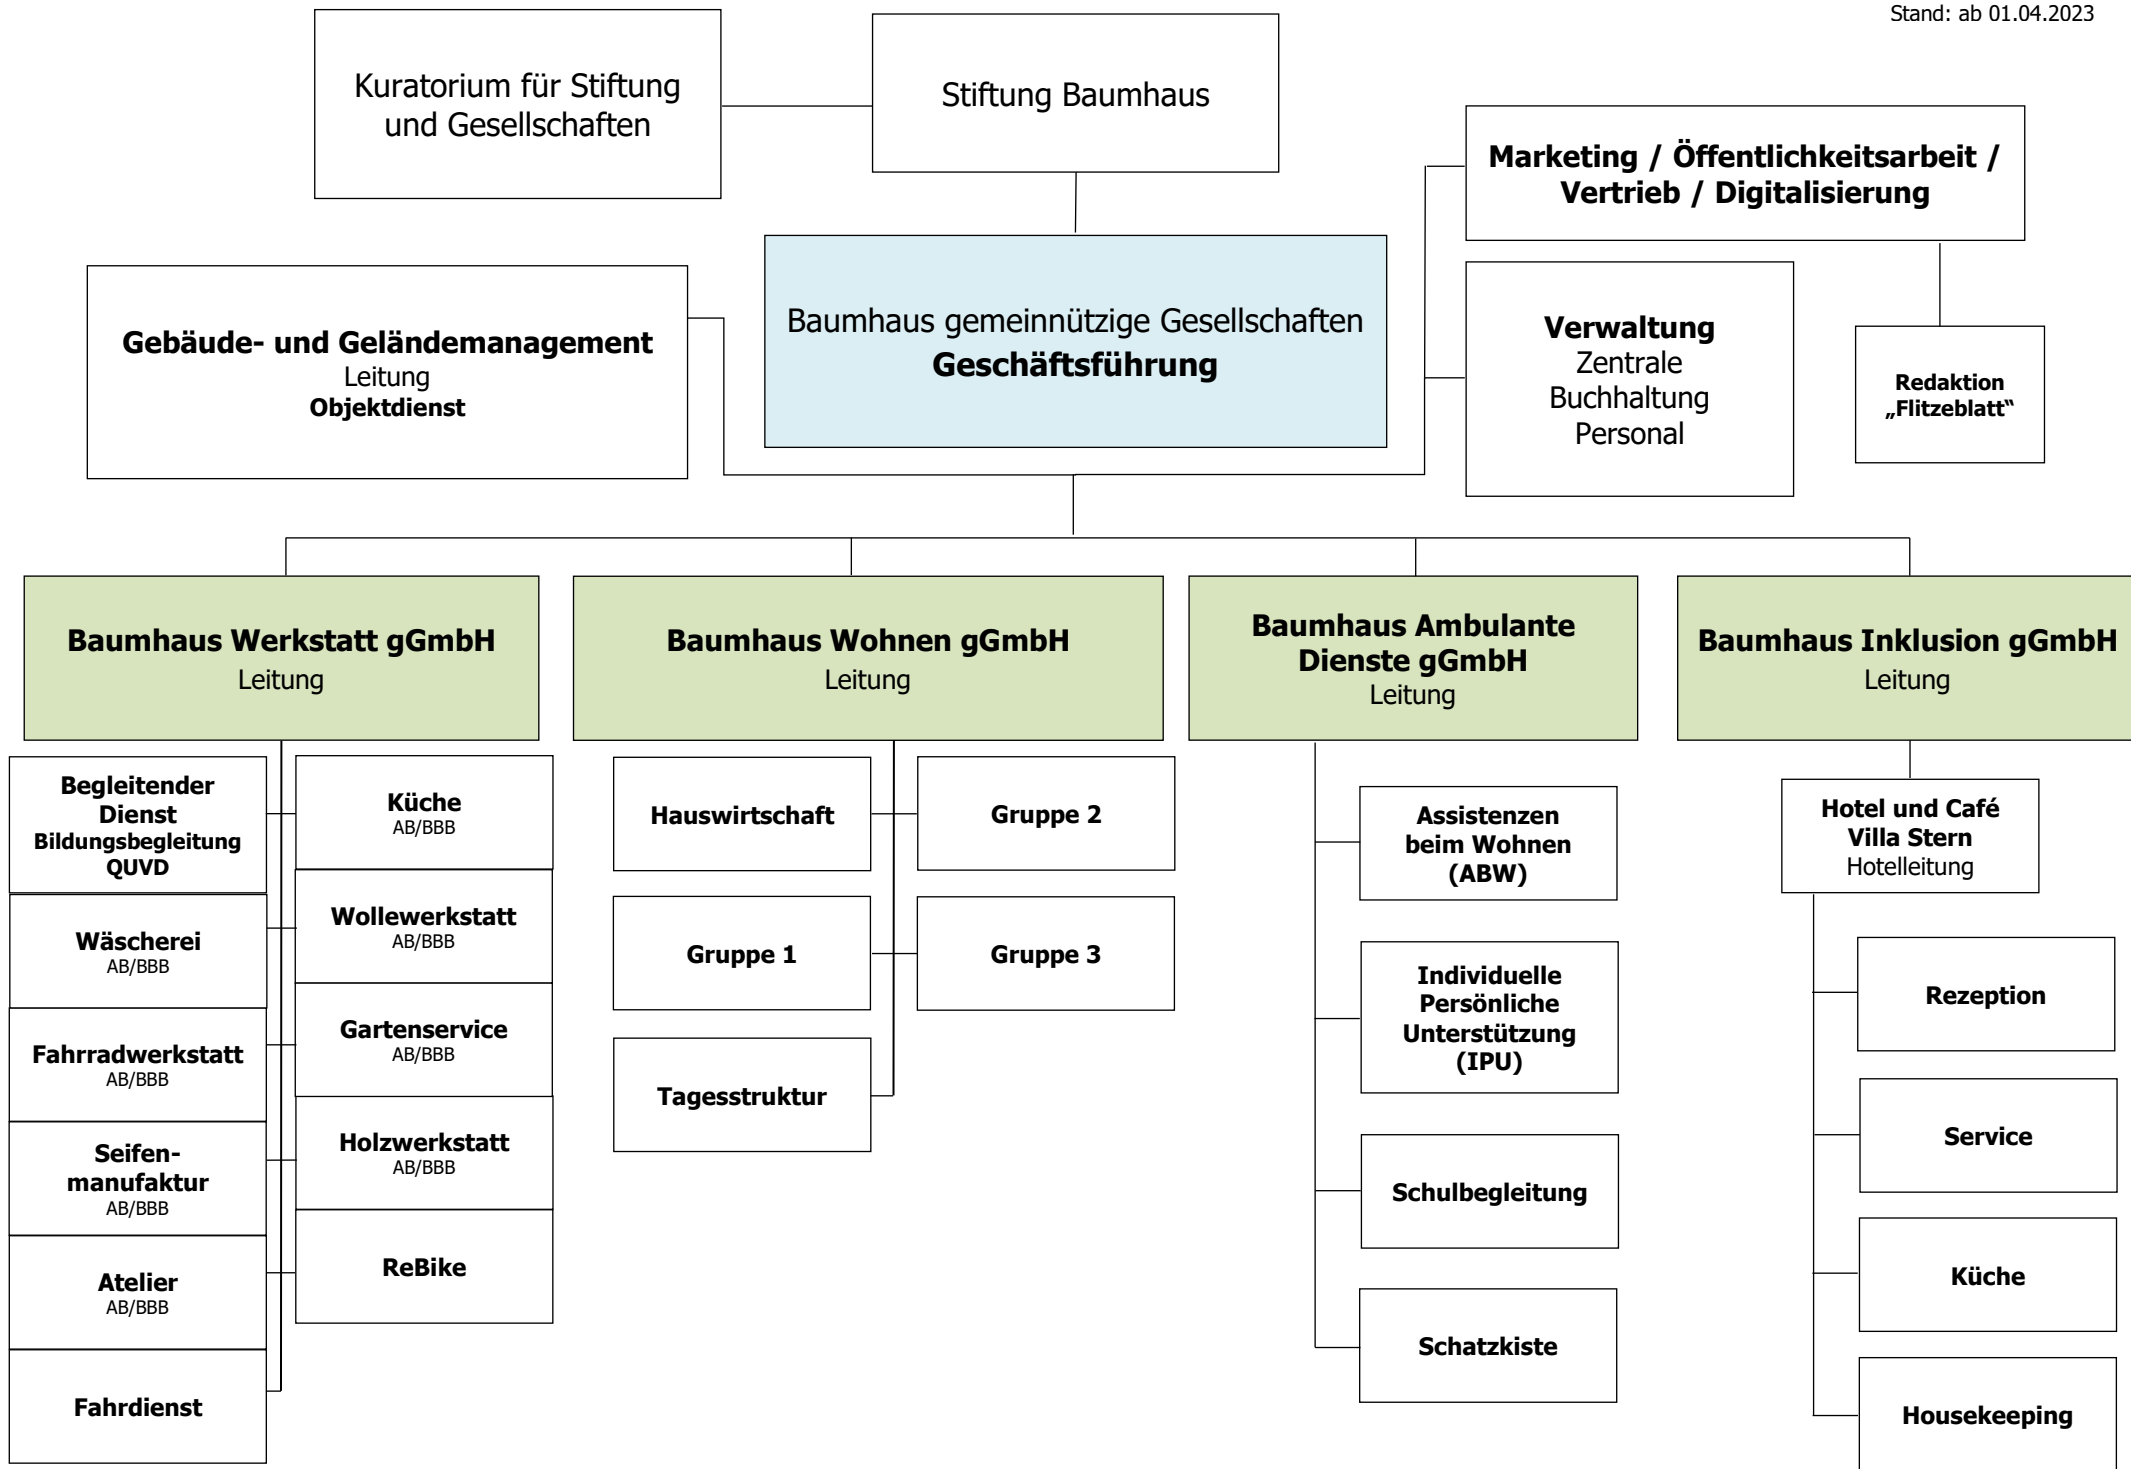 Stand: ab 01.04.2023
Kuratorium für Stiftung
und Gesellschaften
Stiftung Baumhaus
Marketing / Öffentlichkeitsarbeit /
Vertrieb / Digitalisierung
Gebäude- und Geländemanagement
Leitung
Objektdienst
Baumhaus gemeinnützige Gesellschaften
Geschäftsführung
Verwaltung
Zentrale
Buchhaltung
Personal
Redaktion
„Flitzeblatt“
Baumhaus Werkstatt gGmbH
Leitung
Baumhaus Wohnen gGmbH
Leitung
Baumhaus Ambulante
Dienste gGmbH
Leitung
Baumhaus Inklusion gGmbH
Leitung
Begleitender
Dienst
Bildungsbegleitung
QUVD
Wäscherei
AB/BBB
Fahrradwerkstatt
AB/BBB
Seifen-
manufaktur
AB/BBB
Atelier
AB/BBB
Fahrdienst
Küche
AB/BBB
Wollewerkstatt
AB/BBB
Gartenservice
AB/BBB
Holzwerkstatt
AB/BBB
ReBike
Hauswirtschaft
Gruppe 1
Tagesstruktur
Gruppe 2
Gruppe 3
Assistenzen
beim Wohnen
(ABW)
Individuelle
Persönliche
Unterstützung
(IPU)
Schulbegleitung
Schatzkiste
Hotel und Café
Villa Stern
Hotelleitung
Rezeption
Service
Küche
Housekeeping